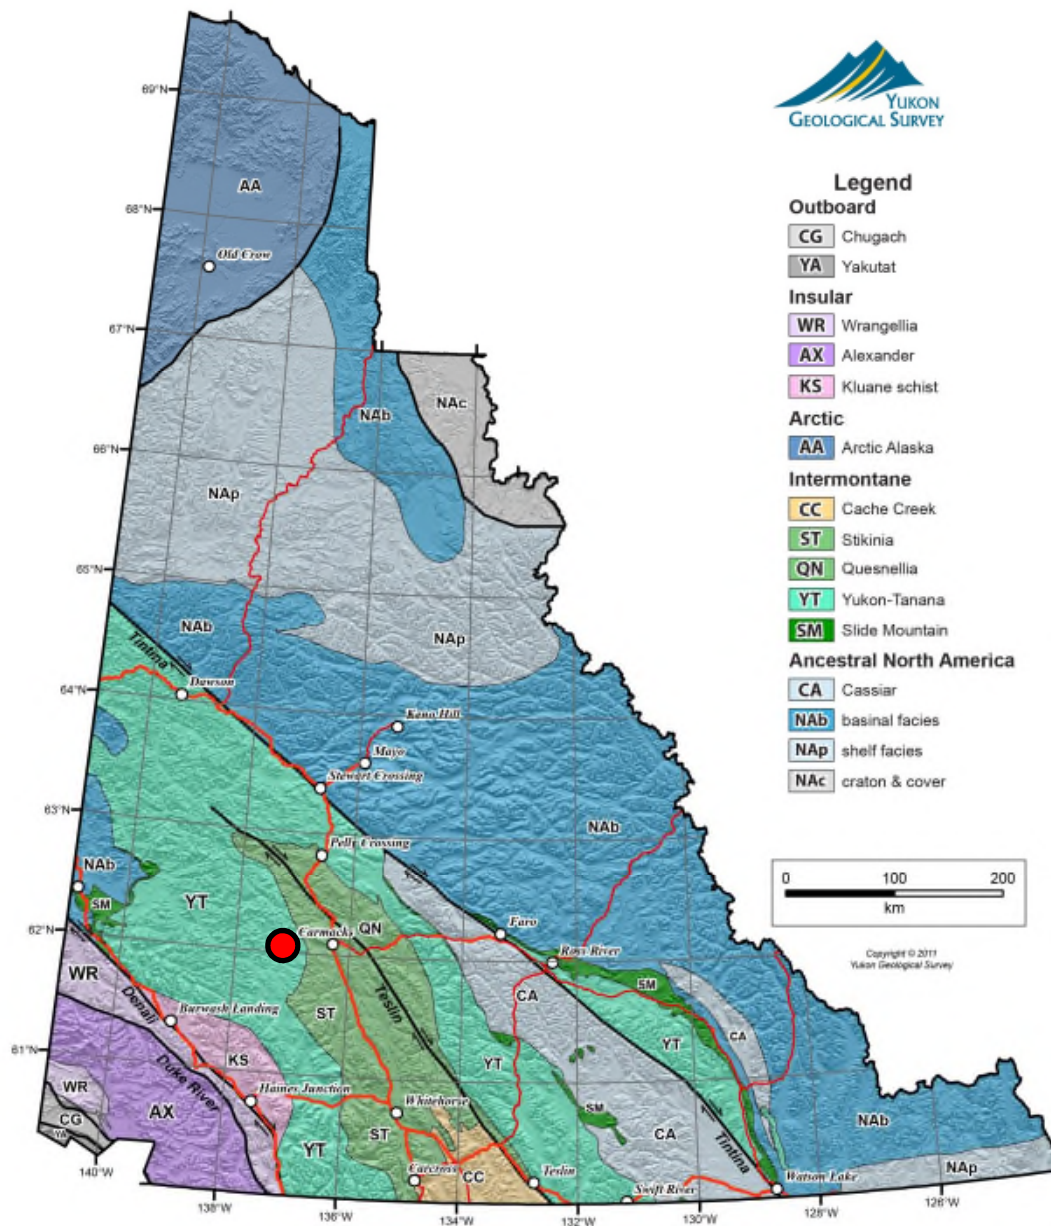 YUKON
GEOLOGICAL SURVEY
Legend
Outboard
CG Chugach
YA Yakutat
Insular
WR Wrangellia
AX Alexander
KS Kluane schist
Arctic
AA Arctic Alaska
Intermontane
CC Cache Creek
ST Stikinia
QN Quesnellia
YT Yukon-Tanana
SM Slide Mountain
Ancestral North America
CA Cassiar
NAb basinal facies
NAp shelf facies
NAc craton & cover
0 100 200
km
Copyright © 2011
Yukon Geological Survey
69°N
AA
68°N
Old Crow
67°N
NAc
NAb
66°N
NAp
65°N
NAb
NAp
Tintina
64°N
Dawson
Keno Hill
Mayo
Stewart Crossing
63°N
NAb
Pelly Crossing
NAb
SM
YT
62°N
Carmacks
QN
Faro
Ross River
WR
Denali
Burwash Landing
ST
Teslin
CA
SM
CA
61°N
Duke River
KS
YT
YT
WR
Haines Junction
AX
Whitehorse
SM
CG
YA
YT
ST
CA
Tintina
NAb
140°W
Carcross
CC
Teslin
Swift River
Watson Lake
NAp
138°W
136°W
134°W
132°W
130°W
128°W
126°W